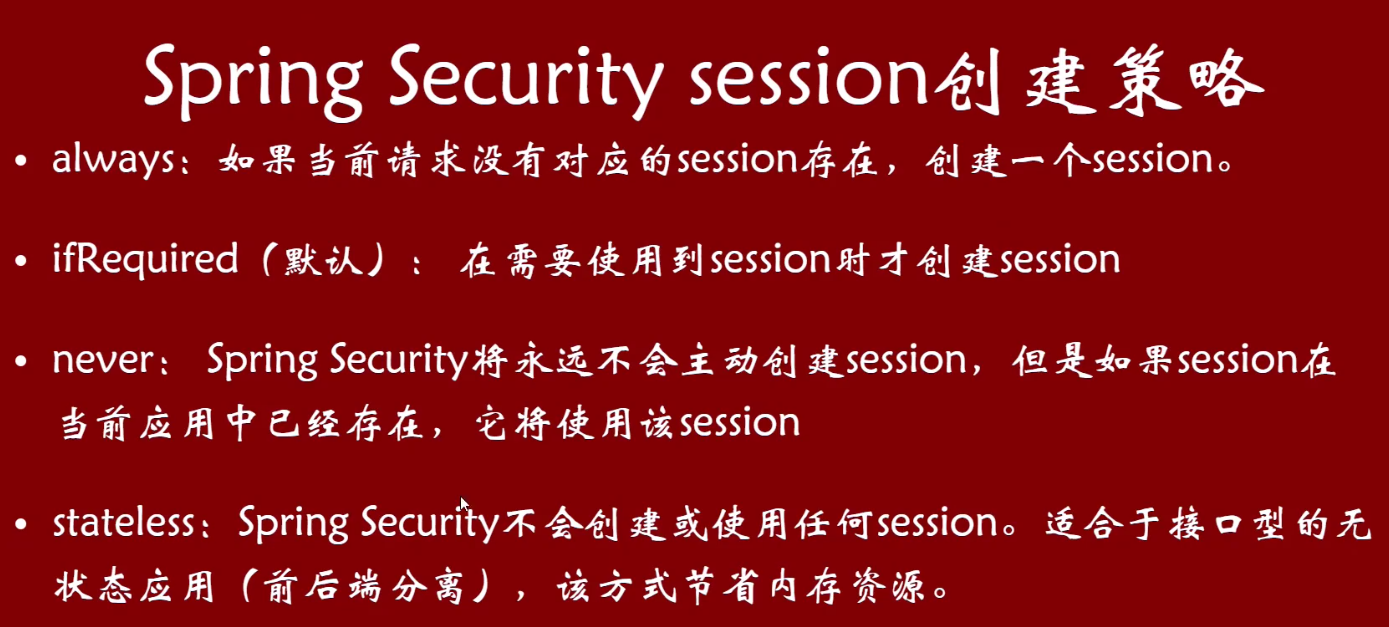 Spring Security session创建策略
• always：如果当前请求没有对应的session存在，创建一个session。
• ifRequired（默认）： 在需要使用到session时才创建session
• never： Spring Security将永远不会主动创建session，但是如果session在
当前应用中已经存在，它将使用该session
• stateless：Spring Security不会创建或使用任何session。适合于接口型的无
状态应用（前后端分离），该方式节省内存资源。